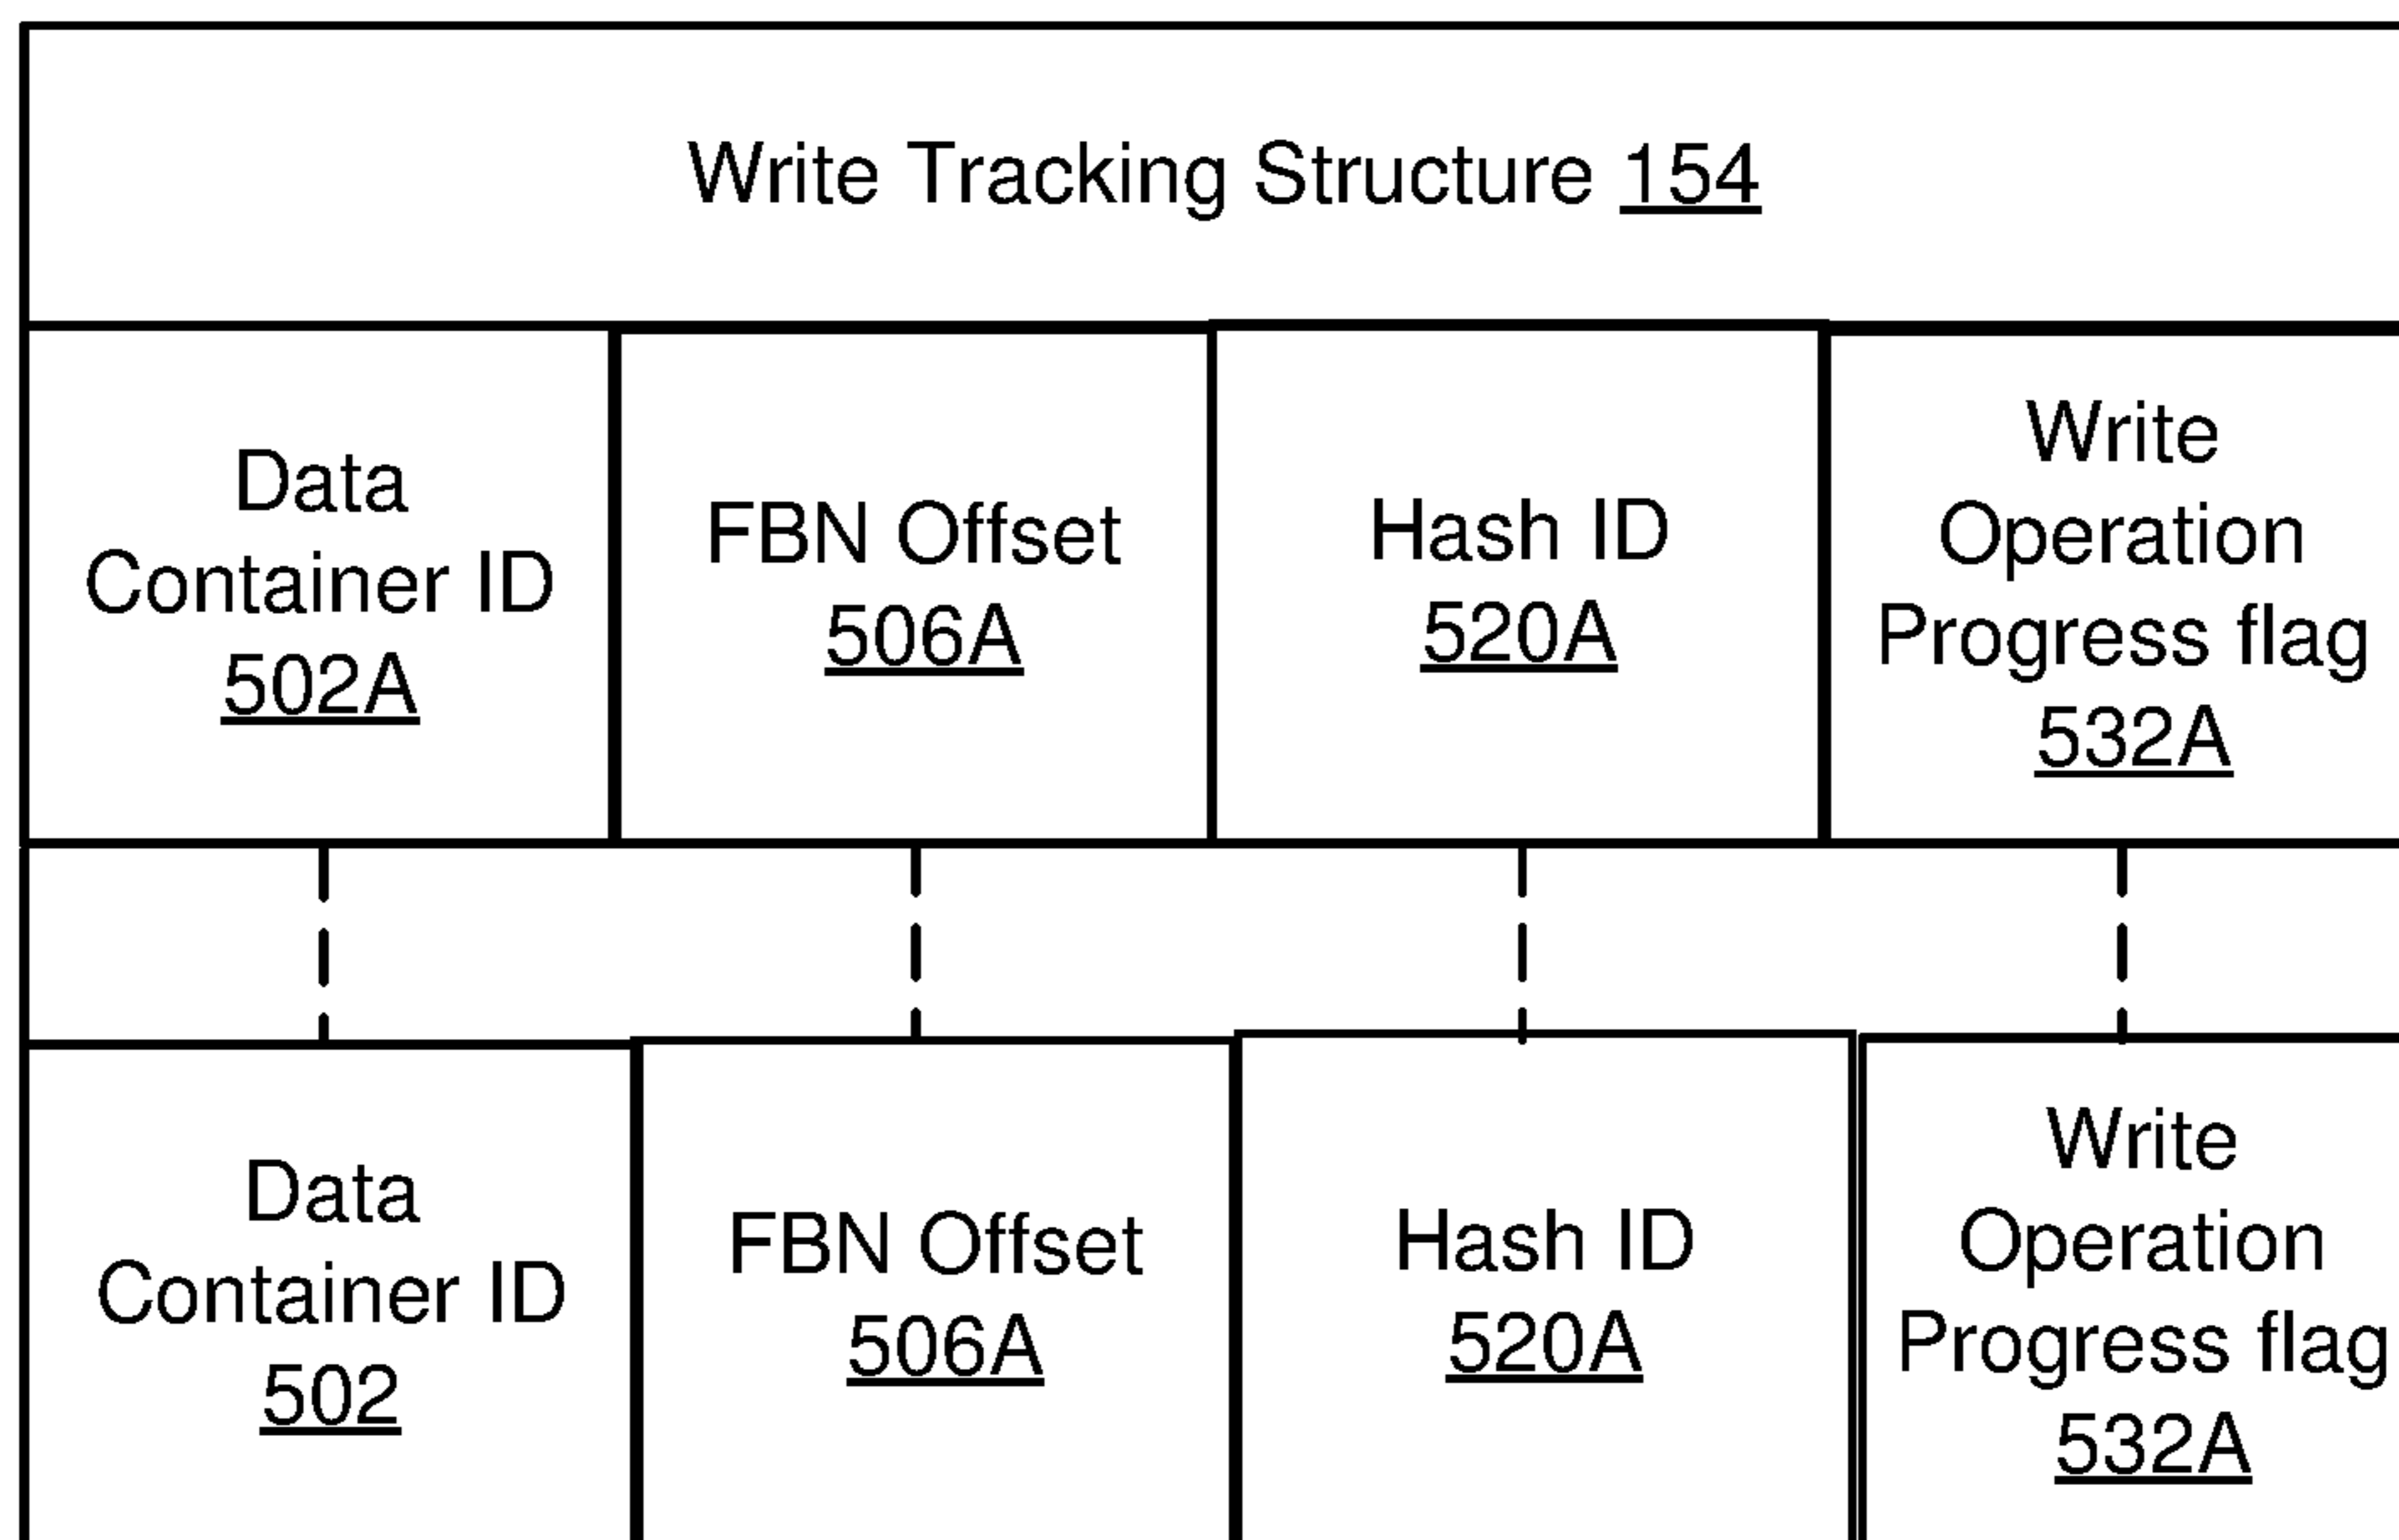 Write Tracking Structure 154
Data
Container ID
502A
FBN Offset
506A
Hash ID
520A
Write
Operation
Progress flag
532A
Data
Container ID
502
FBN Offset
506A
Hash ID
520A
Write
Operation
Progress flag
532A